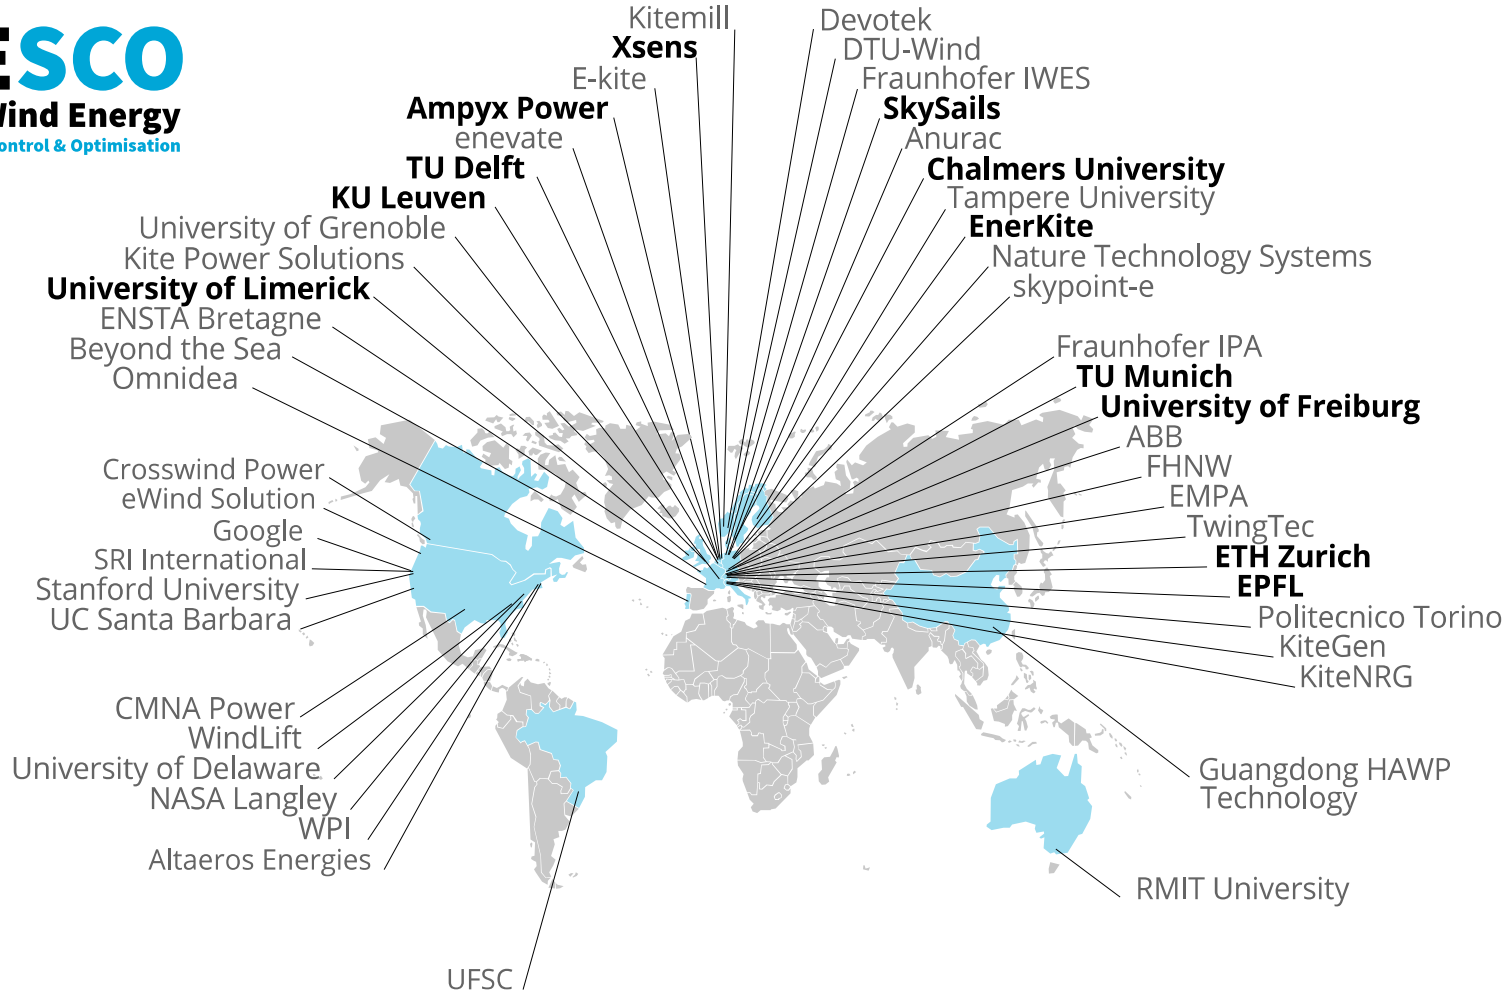 ESCO
Wind Energy
ontrol & Optimisation
Kitemill
Xsens
E-kite
Ampyx Power
enevate
TU Delft
KU Leuven
University of Grenoble
Kite Power Solutions
University of Limerick
ENSTA Bretagne
Beyond the Sea
Omnidea
Devotek
DTU-Wind
Fraunhofer IWES
SkySails
Anurac
Chalmers University
Tampere University
EnerKite
Nature Technology Systems
skypoint-e
Fraunhofer IPA
TU Munich
University of Freiburg
ABB
FHNW
EMPA
TwingTec
ETH Zurich
EPFL
Politecnico Torino
KiteGen
KiteNRG
Crosswind Power
eWind Solution
Google
SRI International
Stanford University
UC Santa Barbara
CMNA Power
WindLift
University of Delaware
NASA Langley
WPI
Altaeros Energies
Guangdong HAWP
Technology
RMIT University
UFSC